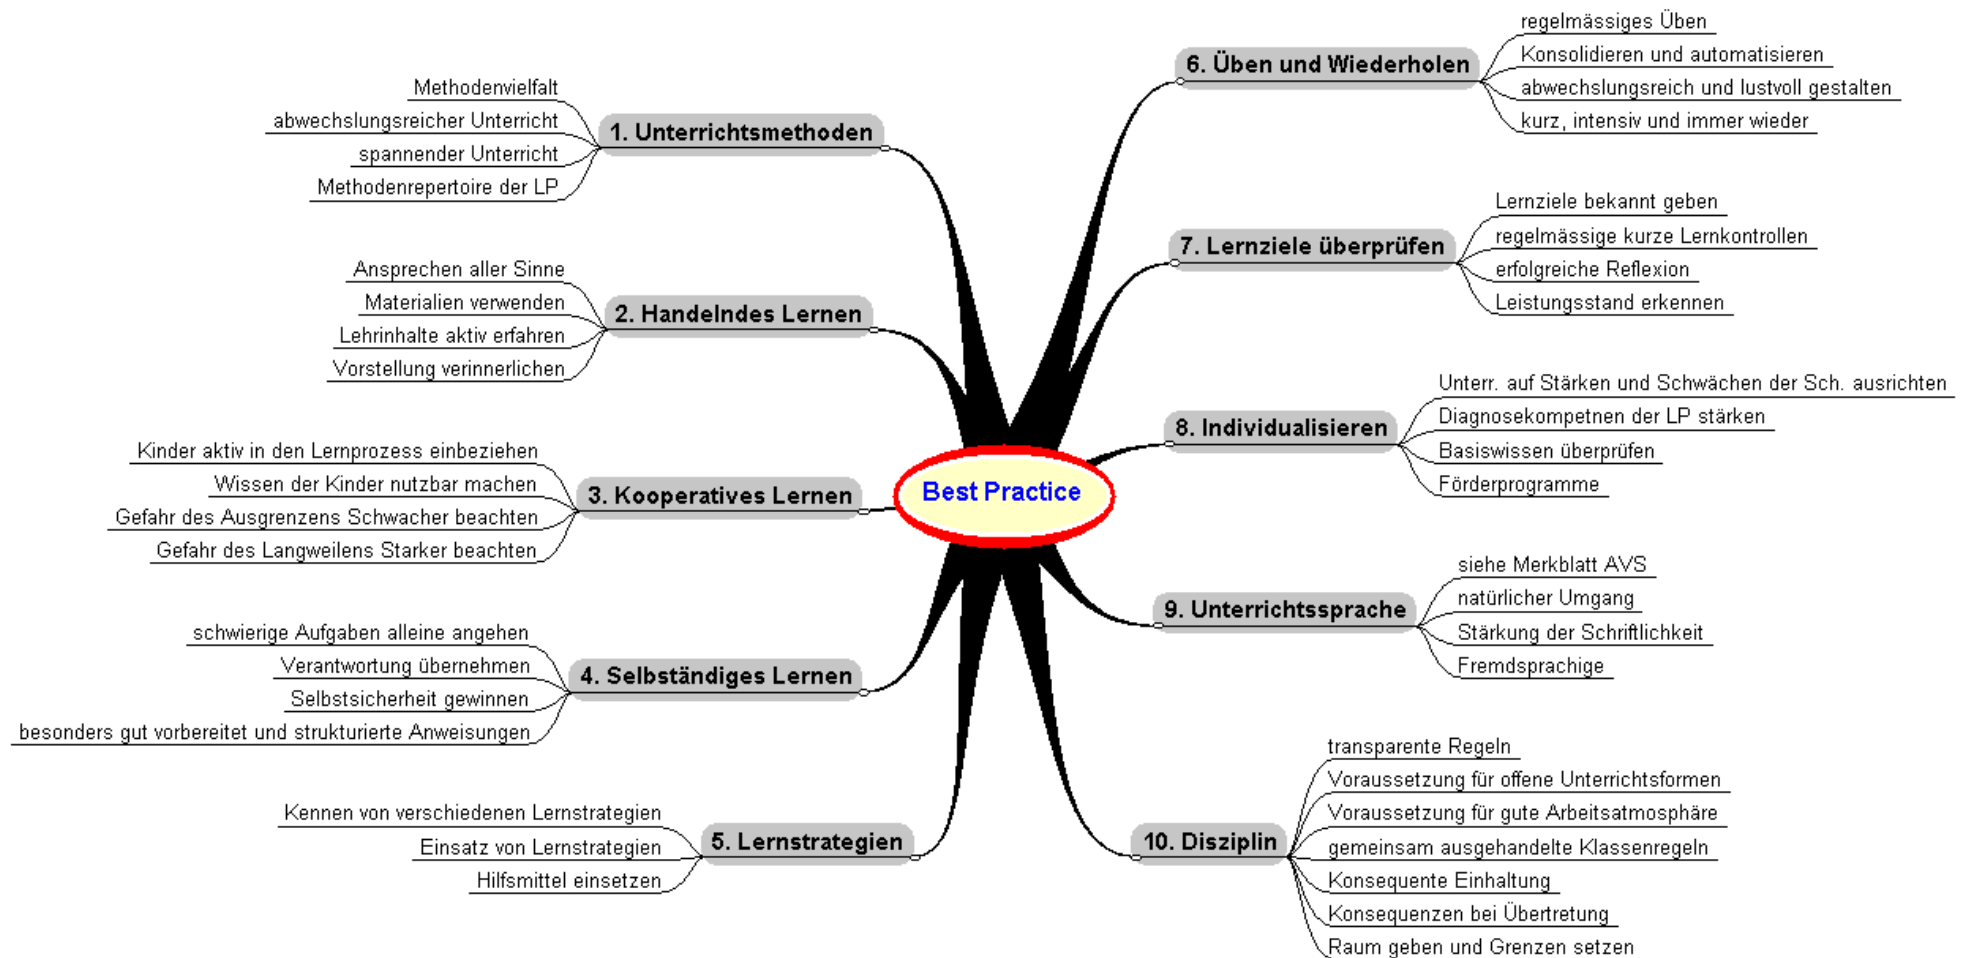 Best Practice
1. Unterrichtsmethoden
Methodenvielfalt
abwechslungsreicher Unterricht
spannender Unterricht
Methodenrepertoire der LP
2. Handelndes Lernen
Ansprechen aller Sinne
Materialien verwenden
Lehrinhalte aktiv erfahren
Vorstellung verinnerlichen
3. Kooperatives Lernen
Kinder aktiv in den Lernprozess einbeziehen
Wissen der Kinder nutzbar machen
Gefahr des Ausgrenzens Schwacher beachten
Gefahr des Langweilens Starker beachten
4. Selbständiges Lernen
schwierige Aufgaben alleine angehen
Verantwortung übernehmen
Selbstsicherheit gewinnen
besonders gut vorbereitet und strukturierte Anweisungen
5. Lernstrategien
Kennen von verschiedenen Lernstrategien
Einsatz von Lernstrategien
Hilfsmittel einsetzen
6. Üben und Wiederholen
regelmässiges Üben
Konsolidieren und automatisieren
abwechslungsreich und lustvoll gestalten
kurz, intensiv und immer wieder
7. Lernziele überprüfen
Lernziele bekannt geben
regelmässige kurze Lernkontrollen
erfolgreiche Reflexion
Leistungsstand erkennen
8. Individualisieren
Unterr. auf Stärken und Schwächen der Sch. ausrichten
Diagnosekompetnen der LP stärken
Basiswissen überprüfen
Förderprogramme
9. Unterrichtssprache
siehe Merkblatt AVS
natürlicher Umgang
Stärkung der Schriftlichkeit
Fremdsprachige
10. Disziplin
transparente Regeln
Voraussetzung für offene Unterrichtsformen
Voraussetzung für gute Arbeitsatmosphäre
gemeinsam ausgehandelte Klassenregeln
Konsequente Einhaltung
Konsequenzen bei Übertretung
Raum geben und Grenzen setzen